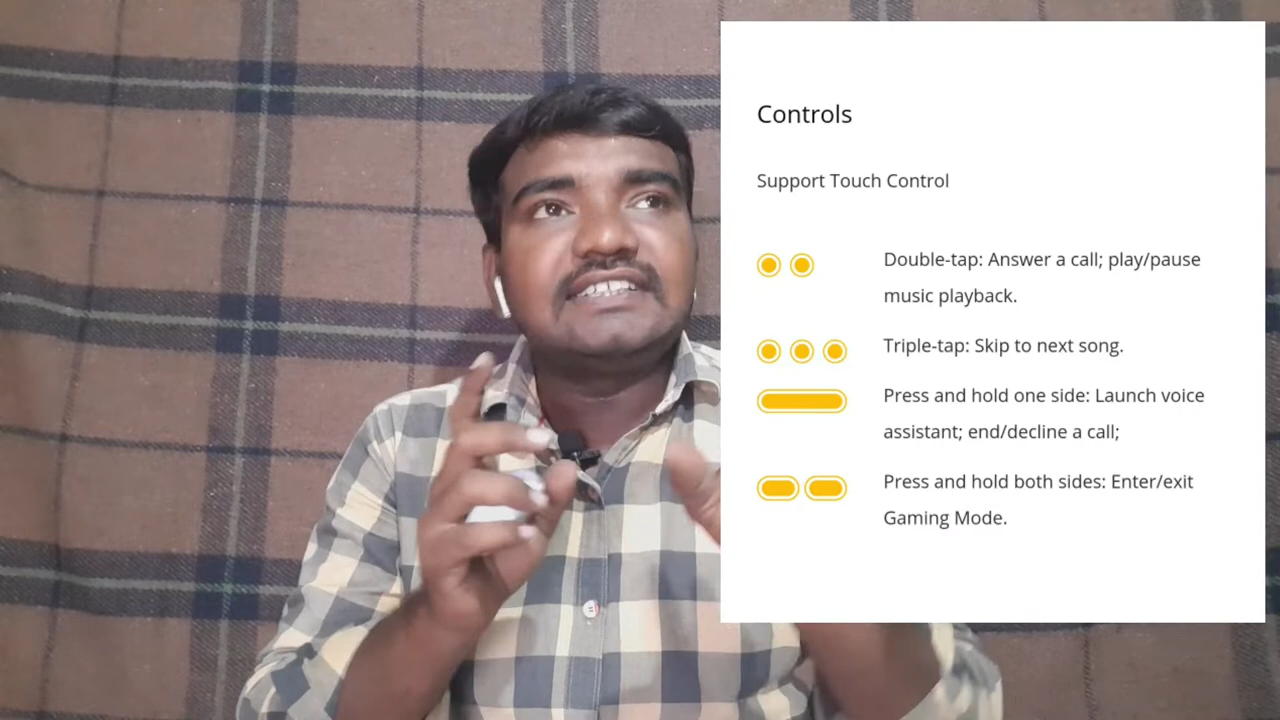 Controls
Support Touch Control
Double-tap: Answer a call; play/pause
music playback.
Triple-tap: Skip to next song.
Press and hold one side: Launch voice
assistant; end/decline a call;
Press and hold both sides: Enter/exit
Gaming Mode.